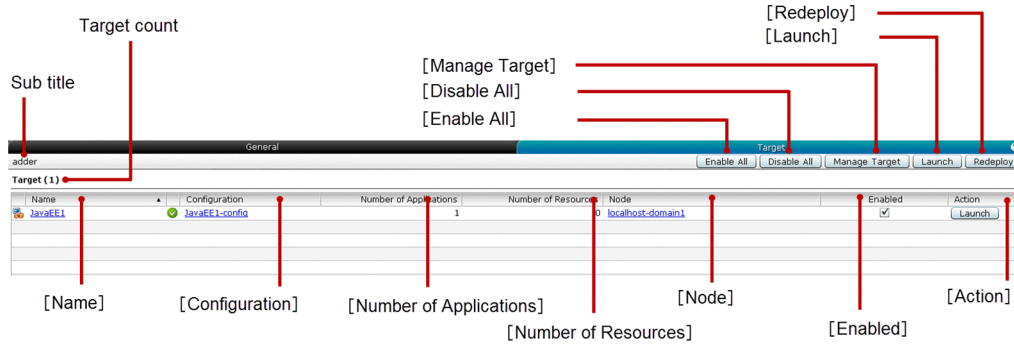 [Redeploy]
Target count
[Launch]
[Manage Target]
Sub title
[Disable All]
[Enable All]
General
Target
adder
Enable All
Disable All
Manage Target
Launch
Redeploy
Target (1)
Name
Configuration
Number of Applications
Number of Resources
Node
Enabled
Action
JavaEE1
JavaEE1-config
1
0
localhost-domain1
Launch
[Name]
[Configuration]
[Number of Applications]
[Node]
[Action]
[Number of Resources]
[Enabled]